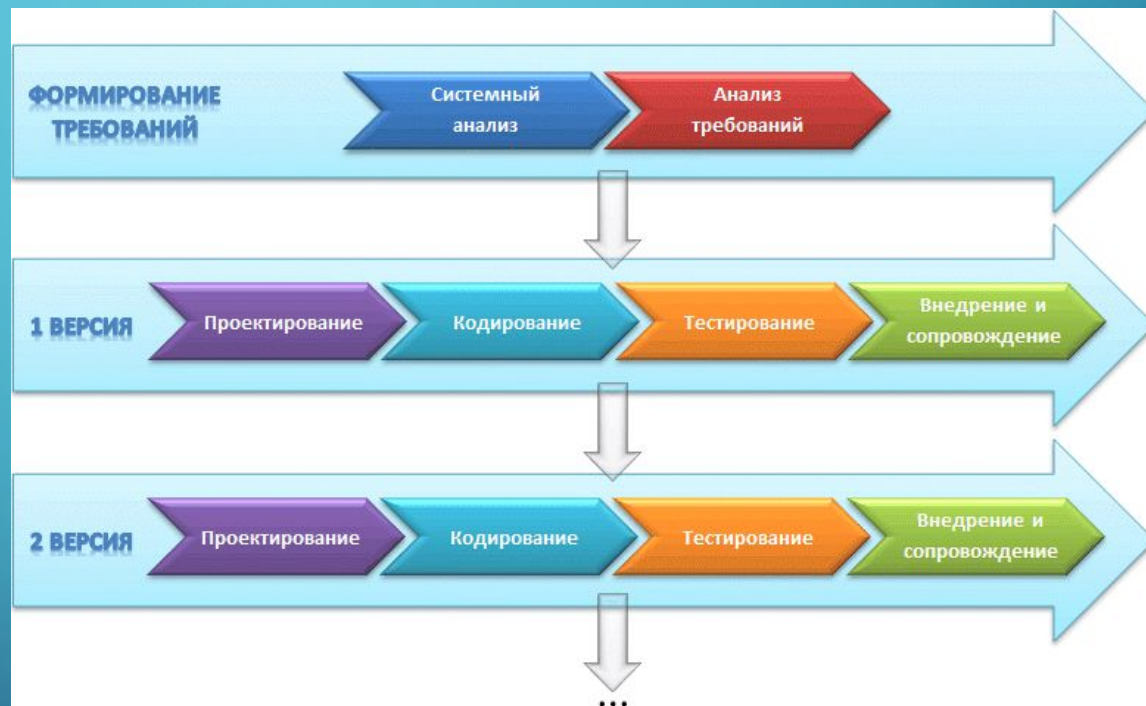 ФОРМИРОВАНИЕ
ТРЕБОВАНИЙ
Системный
анализ
Анализ
требований
1 ВЕРСИЯ
Проектирование
Кодирование
Тестирование
Внедрение и
сопровождение
2 ВЕРСИЯ
Проектирование
Кодирование
Тестирование
Внедрение и
сопровождение
...